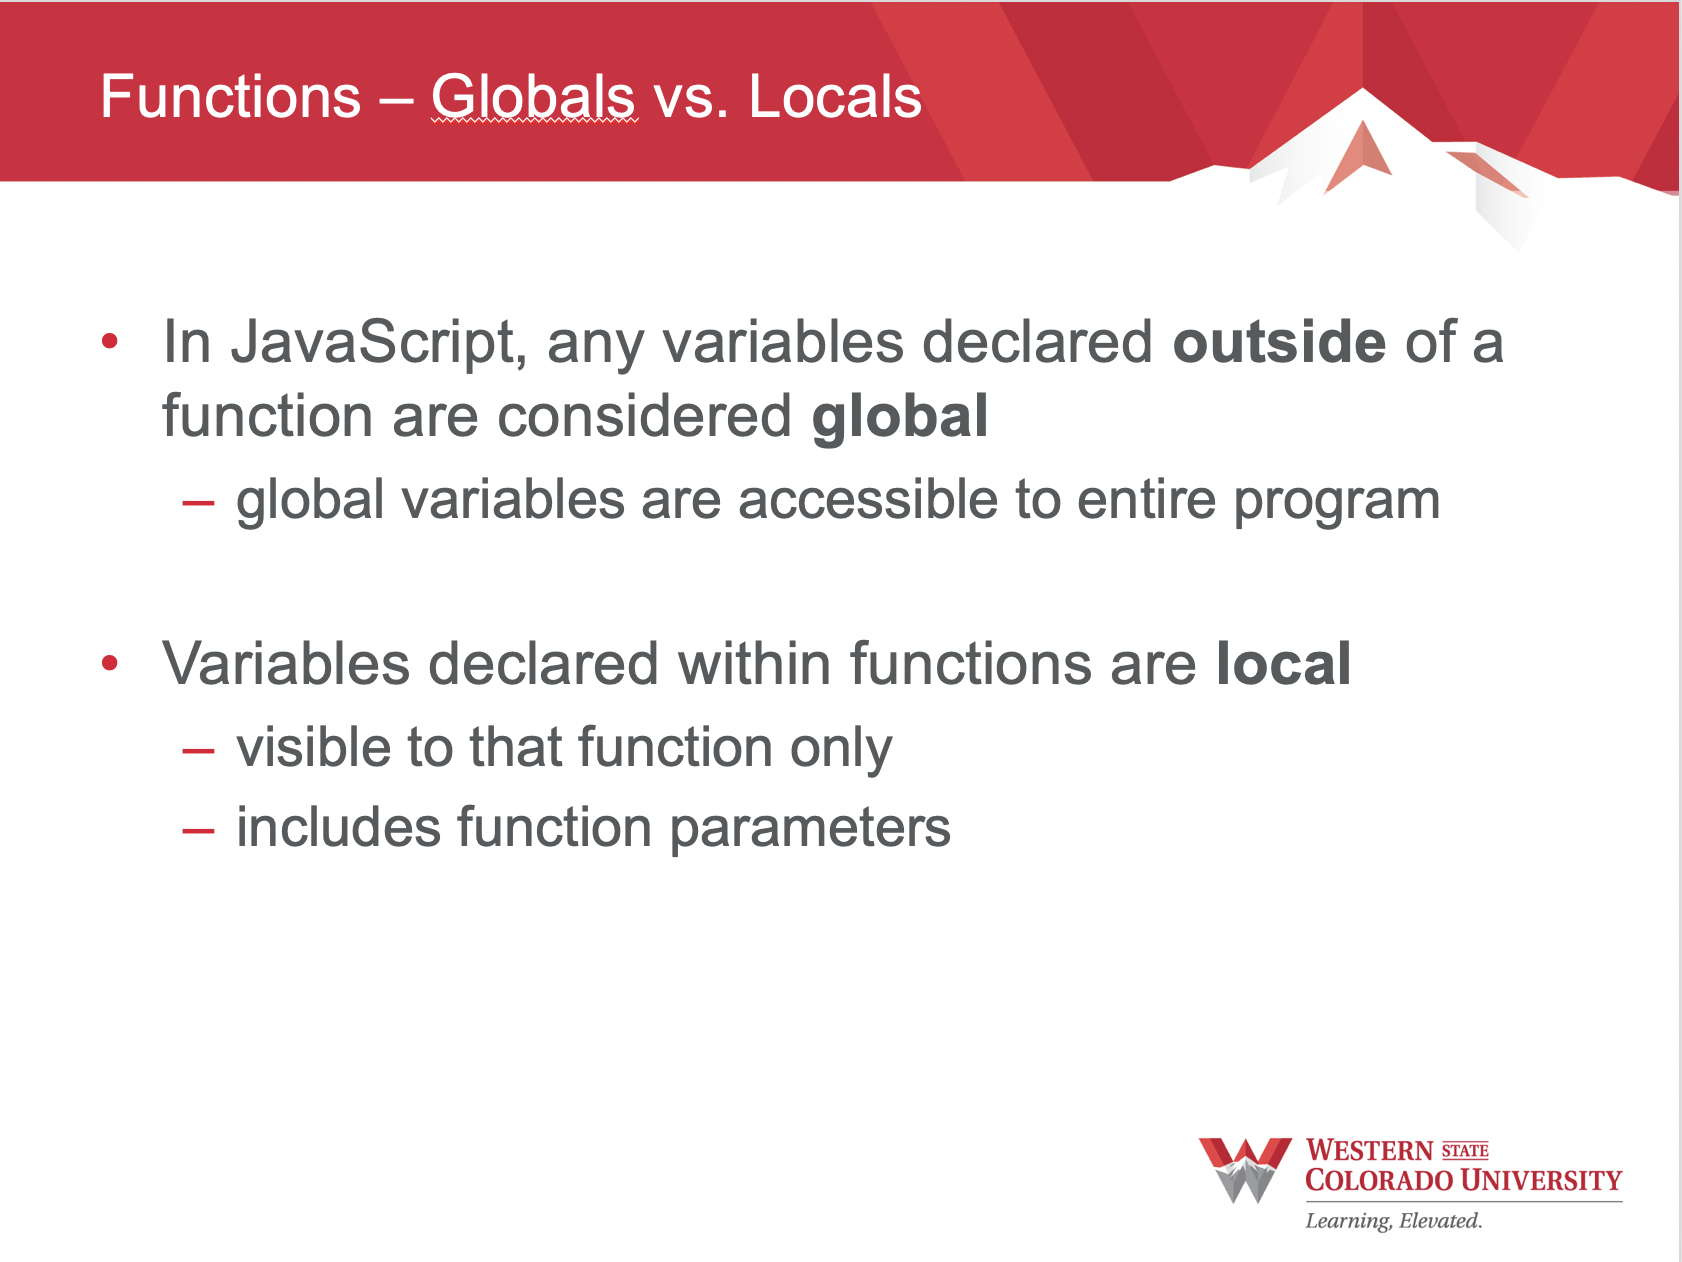 Functions – Globals vs. Locals
• In JavaScript, any variables declared outside of a
function are considered global
– global variables are accessible to entire program
• Variables declared within functions are local
– visible to that function only
– includes function parameters
WESTERN STATE
COLORADO UNIVERSITY
Learning, Elevated.